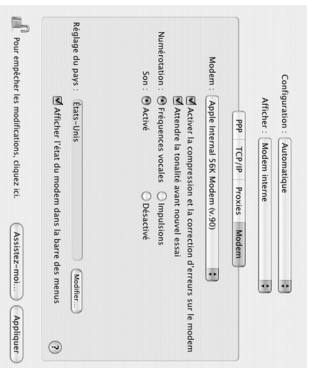 Configuration : Automatique
Afficher : Modem interne
PPP TCP/IP Proxies Modem
Modem : Apple Internal 56K Modem (v.90)
Activer la compression et la correction d'erreurs sur le modem
Attendre la tonalité avant nouvel essai
Numérotation : Fréquences vocales Impulsions
Son : Activé Désactivé
Réglage du pays : États-Unis Modifier...
Afficher l'état du modem dans la barre des menus
?
Pour empêcher les modifications, cliquez ici. Assistez-moi... Appliquer